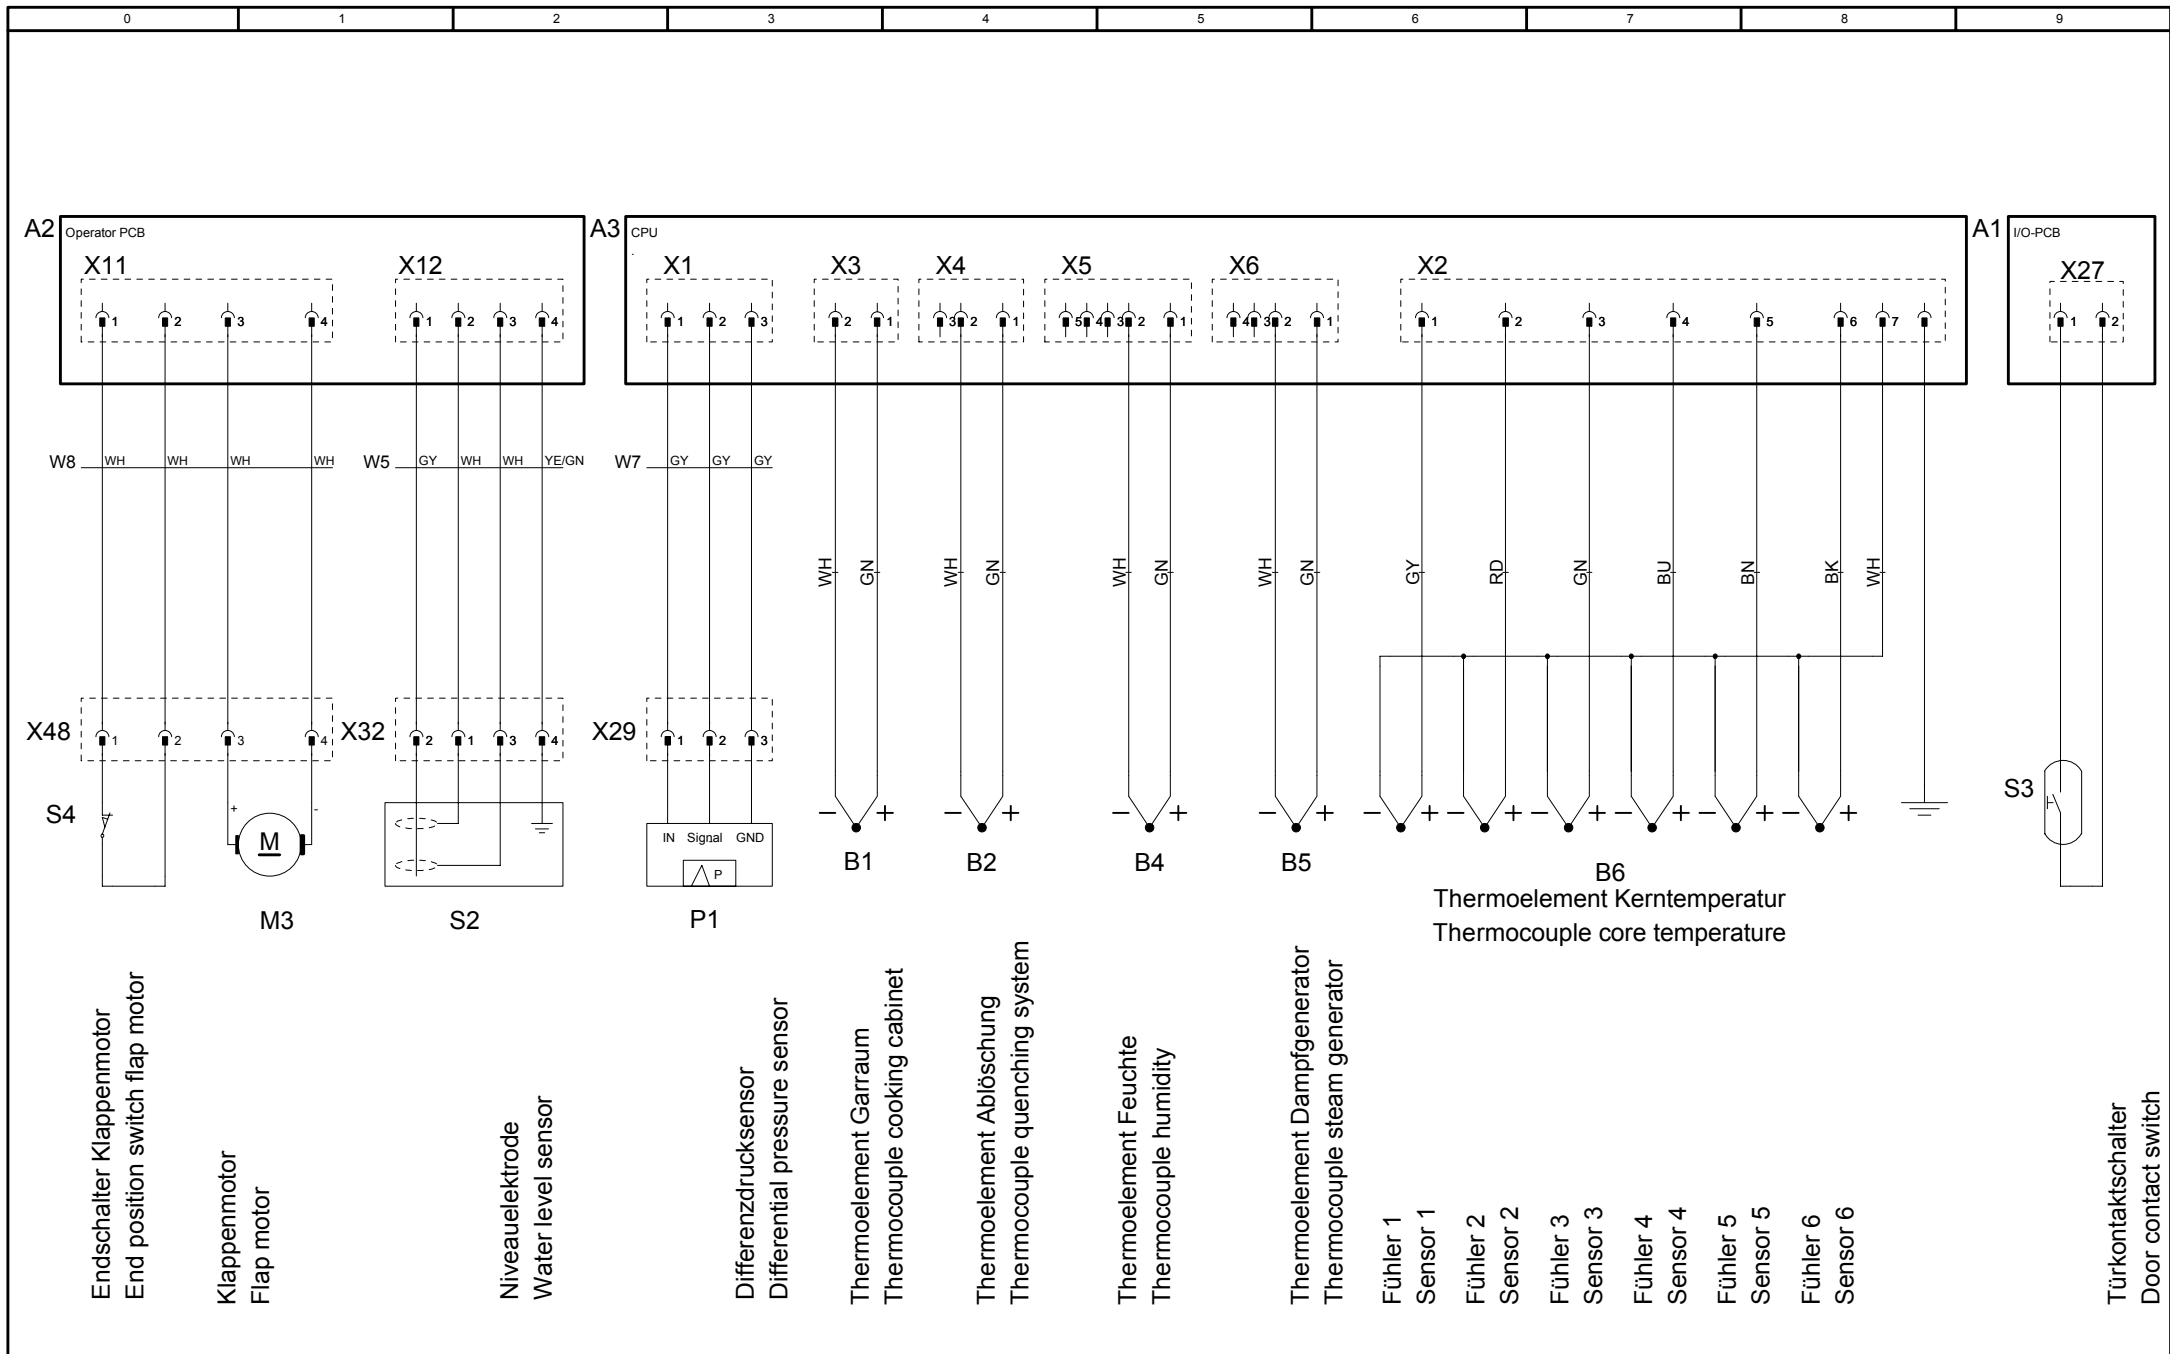 0 1 2 3 4 5 6 7 8 9
A2 Operator PCB A3 CPU A1 I/O-PCB
X11 X12 X1 X3 X4 X5 X6 X2 X27
1 2 3 4 1 2 3 4 1 2 3 2 1 3 2 1 5 4 3 2 1 4 3 2 1 1 2 3 4 5 6 7 1 2
W8 WH WH WH WH W5 GY WH WH YE/GN W7 GY GY GY
WH GN WH GN WH GN WH GN GY RD GN BU BN BK WH
X48 1 2 3 4 X32 2 1 3 4 X29 1 2 3
S4 + - S3
− + − + − + − + − + − + − + − + − + − +
M IN Signal GND
P
B1 B2 B4 B5 B6
Thermoelement Kerntemperatur
Thermocouple core temperature
M3 S2 P1
Endschalter Klappenmotor
End position switch flap motor
Klappenmotor
Flap motor
Niveauelektrode
Water level sensor
Differenzdrucksensor
Differential pressure sensor
Thermoelement Garraum
Thermocouple cooking cabinet
Thermoelement Ablöschung
Thermocouple quenching system
Thermoelement Feuchte
Thermocouple humidity
Thermoelement Dampfgenerator
Thermocouple steam generator
Fühler 1
Sensor 1
Fühler 2
Sensor 2
Fühler 3
Sensor 3
Fühler 4
Sensor 4
Fühler 5
Sensor 5
Fühler 6
Sensor 6
Türkontaktschalter
Door contact switch